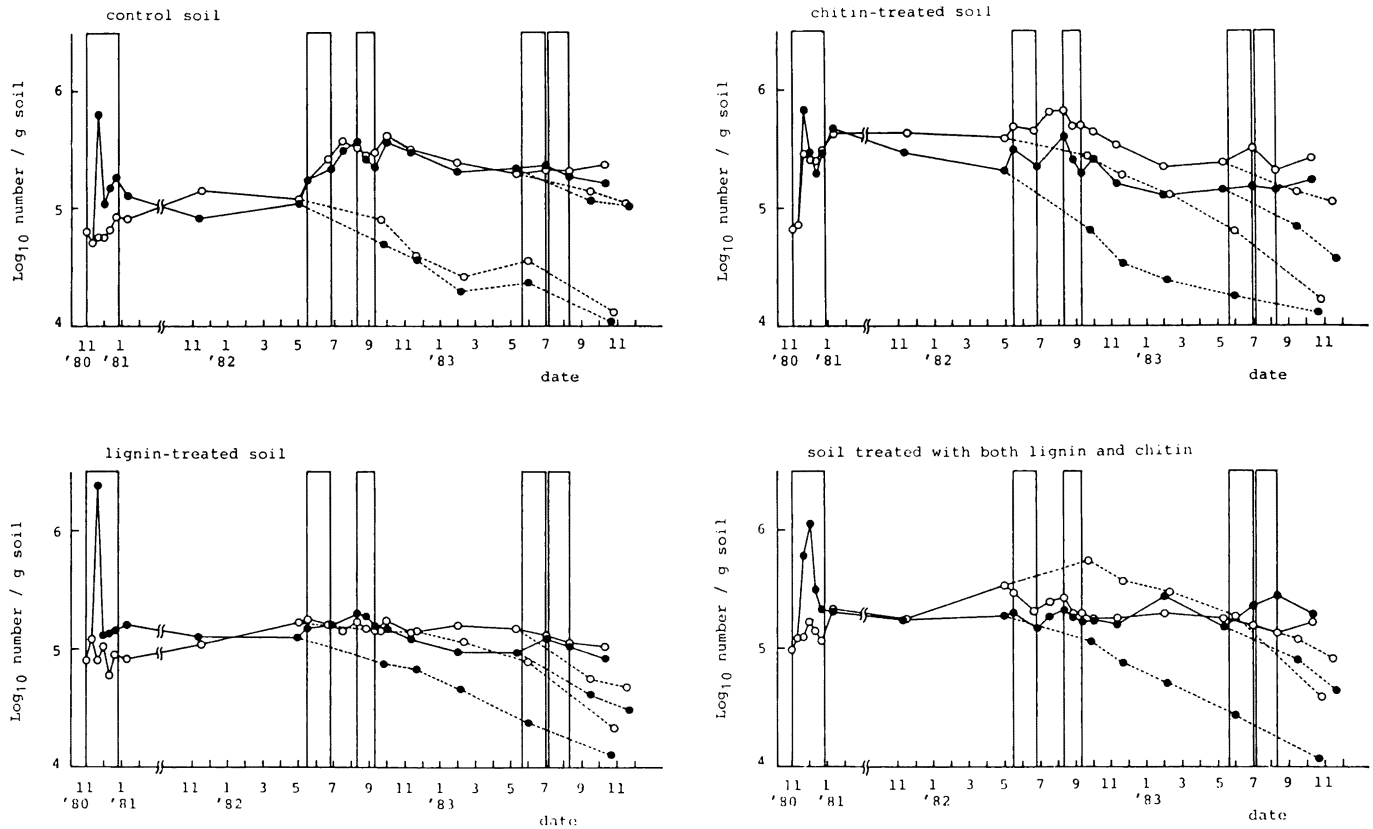 control soil
Log10 number / g soil
6
5
4
11 1 11 1 3 5 7 9 11 1 3 5 7 9 11
'80 '81 '82 '83
date
chitin-treated soil
Log10 number / g soil
6
5
4
11 1 11 1 3 5 7 9 11 1 3 5 7 9 11
'80 '81 '82 '83
date
lignin-treated soil
Log10 number / g soil
6
5
4
11 1 11 1 3 5 7 9 11 1 3 5 7 9 11
'80 '81 '82 '83
date
soil treated with both lignin and chitin
Log10 number / g soil
6
5
4
11 1 11 1 3 5 7 9 11 1 3 5 7 9 11
'80 '81 '82 '83
date